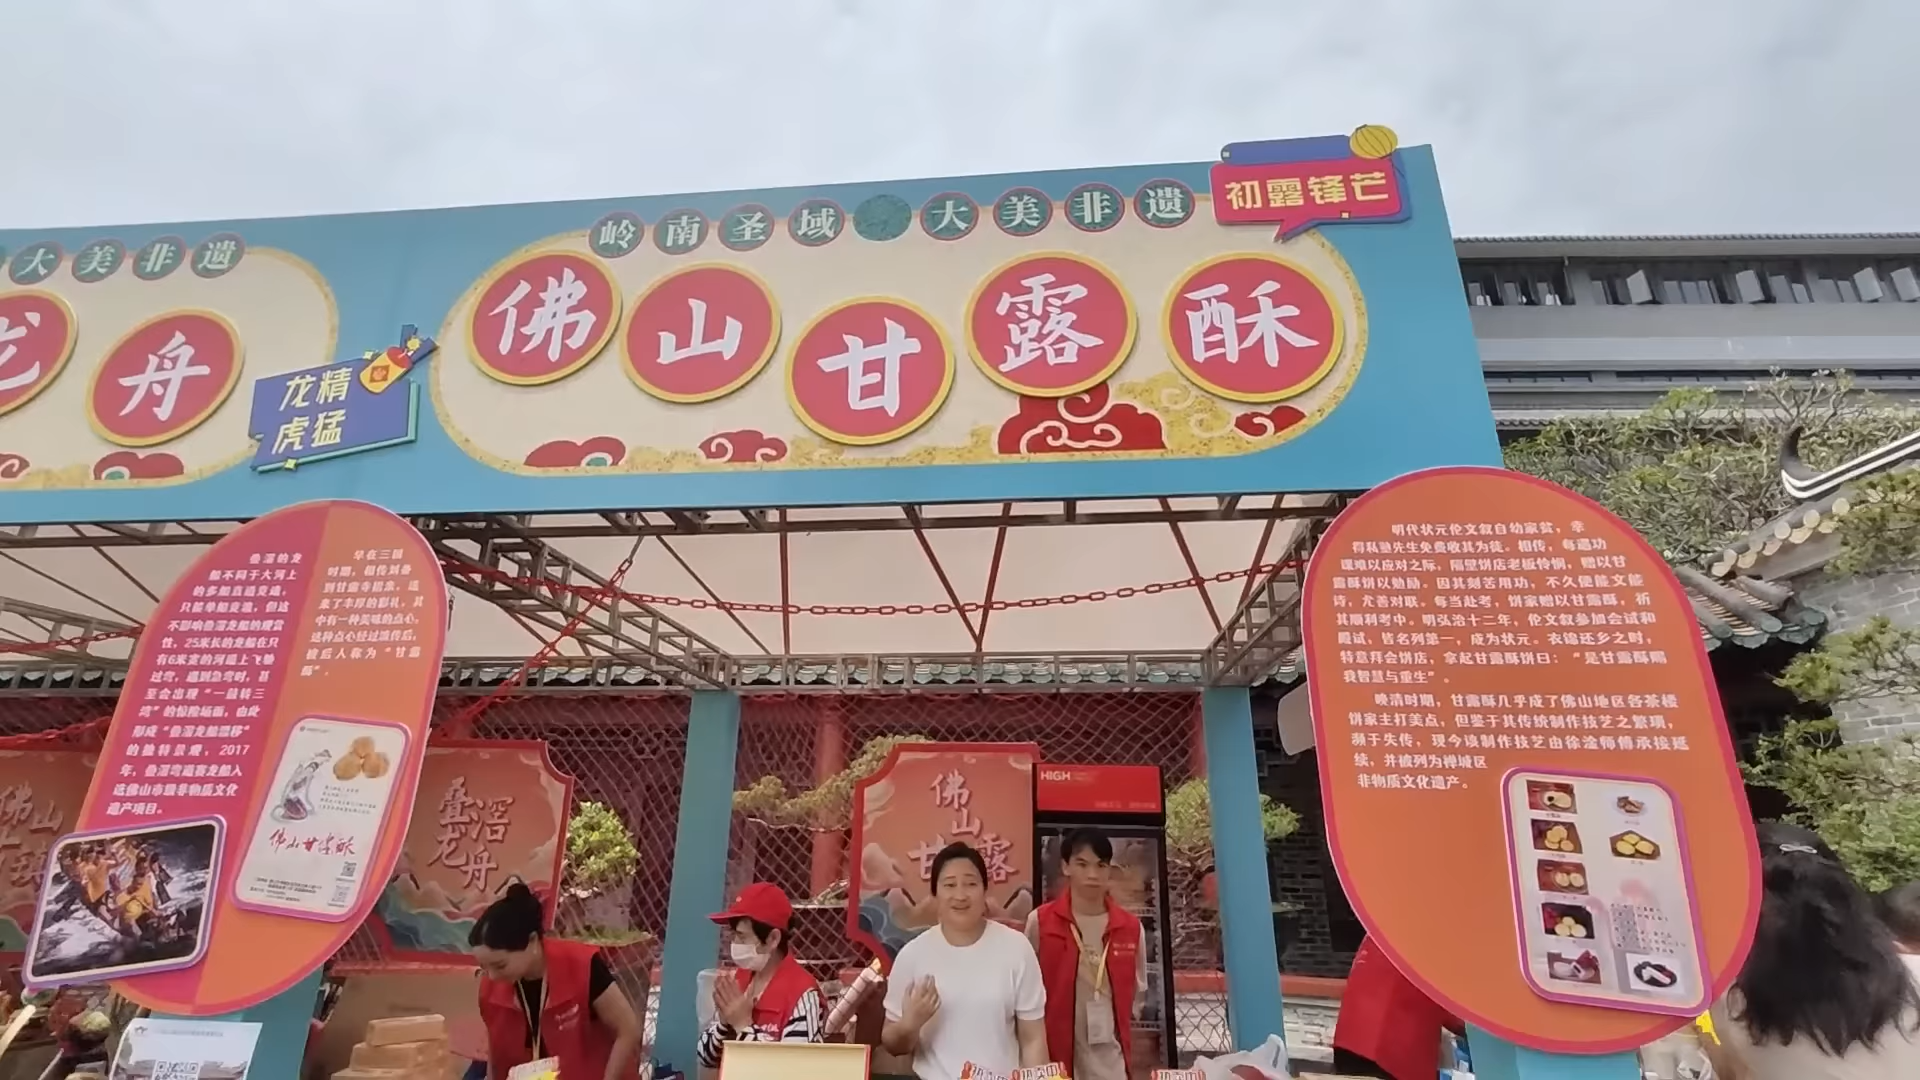 大美非遗
龙舟
龙精
虎猛
岭南圣域 大美非遗
初露锋芒
佛山甘露酥
叠滘的龙
船不同于大河上
的多船直道竞速,
只能单船竞速,但这
不影响叠滘龙船的观赏
性,25米长的龙船在只
有6米宽的河道上飞驰
过弯,遇到急弯时,甚
至会出现“一鼓转三
湾”的惊险场面,由此
形成“叠滘龙船漂移”
的独特景观,2017
年,叠滘弯道赛龙船入
选佛山市级非物质文化
遗产项目。
早在三国
时期,相传刘备
到甘露寺招亲,送
来了丰厚的彩礼,其
中有一种美味的点心,
这种点心经过流传后,
被后人称为“甘露
酥”,
佛山甘露酥
明代状元伦文叙自幼家贫,幸
得私塾先生免费收其为徒。相传,每遇功
课难以应对之际,隔壁饼店老板怜悯,赠以甘
露酥饼以勉励。因其刻苦用功,不久便能文能
诗,尤善对联。每当赴考,饼家赠以甘露酥,祈
其顺利考中。明弘治十二年,伦文叙参加会试和
殿试,皆名列第一,成为状元。衣锦还乡之时,
特意拜会饼店,拿起甘露酥饼曰:“是甘露酥赐
我智慧与重生”。
晚清时期,甘露酥几乎成了佛山地区各茶楼
饼家主打美点,但鉴于其传统制作技艺之繁琐,
濒于失传,现今该制作技艺由徐淦师傅承接延
续,并被列为禅城区
非物质文化遗产。
佛山
叠滘
龙舟
佛山
甘露
HIGH